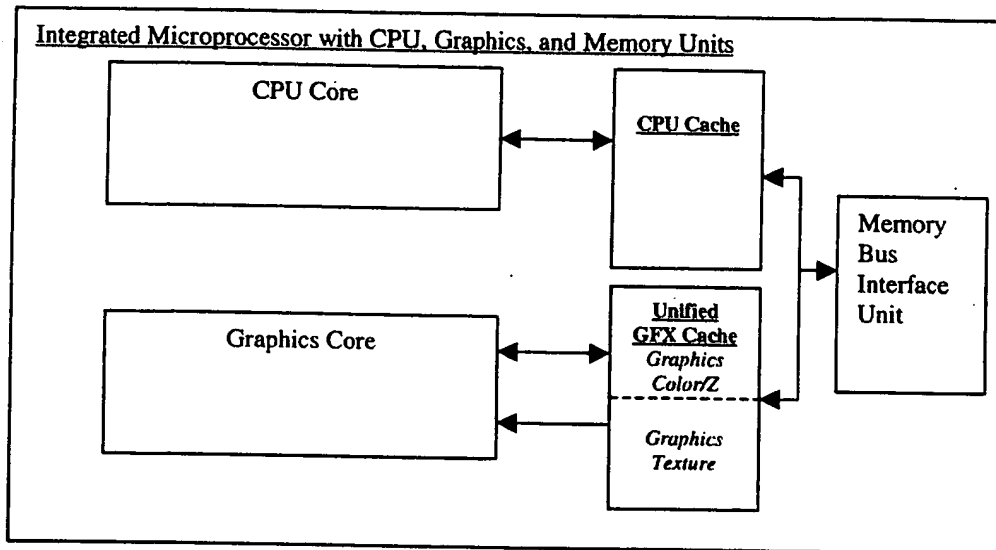 Integrated Microprocessor with CPU, Graphics, and Memory Units
CPU Core
CPU Cache
Memory
Bus
Interface
Unit
Graphics Core
Unified
GFX Cache
Graphics
Color/Z
Graphics
Texture